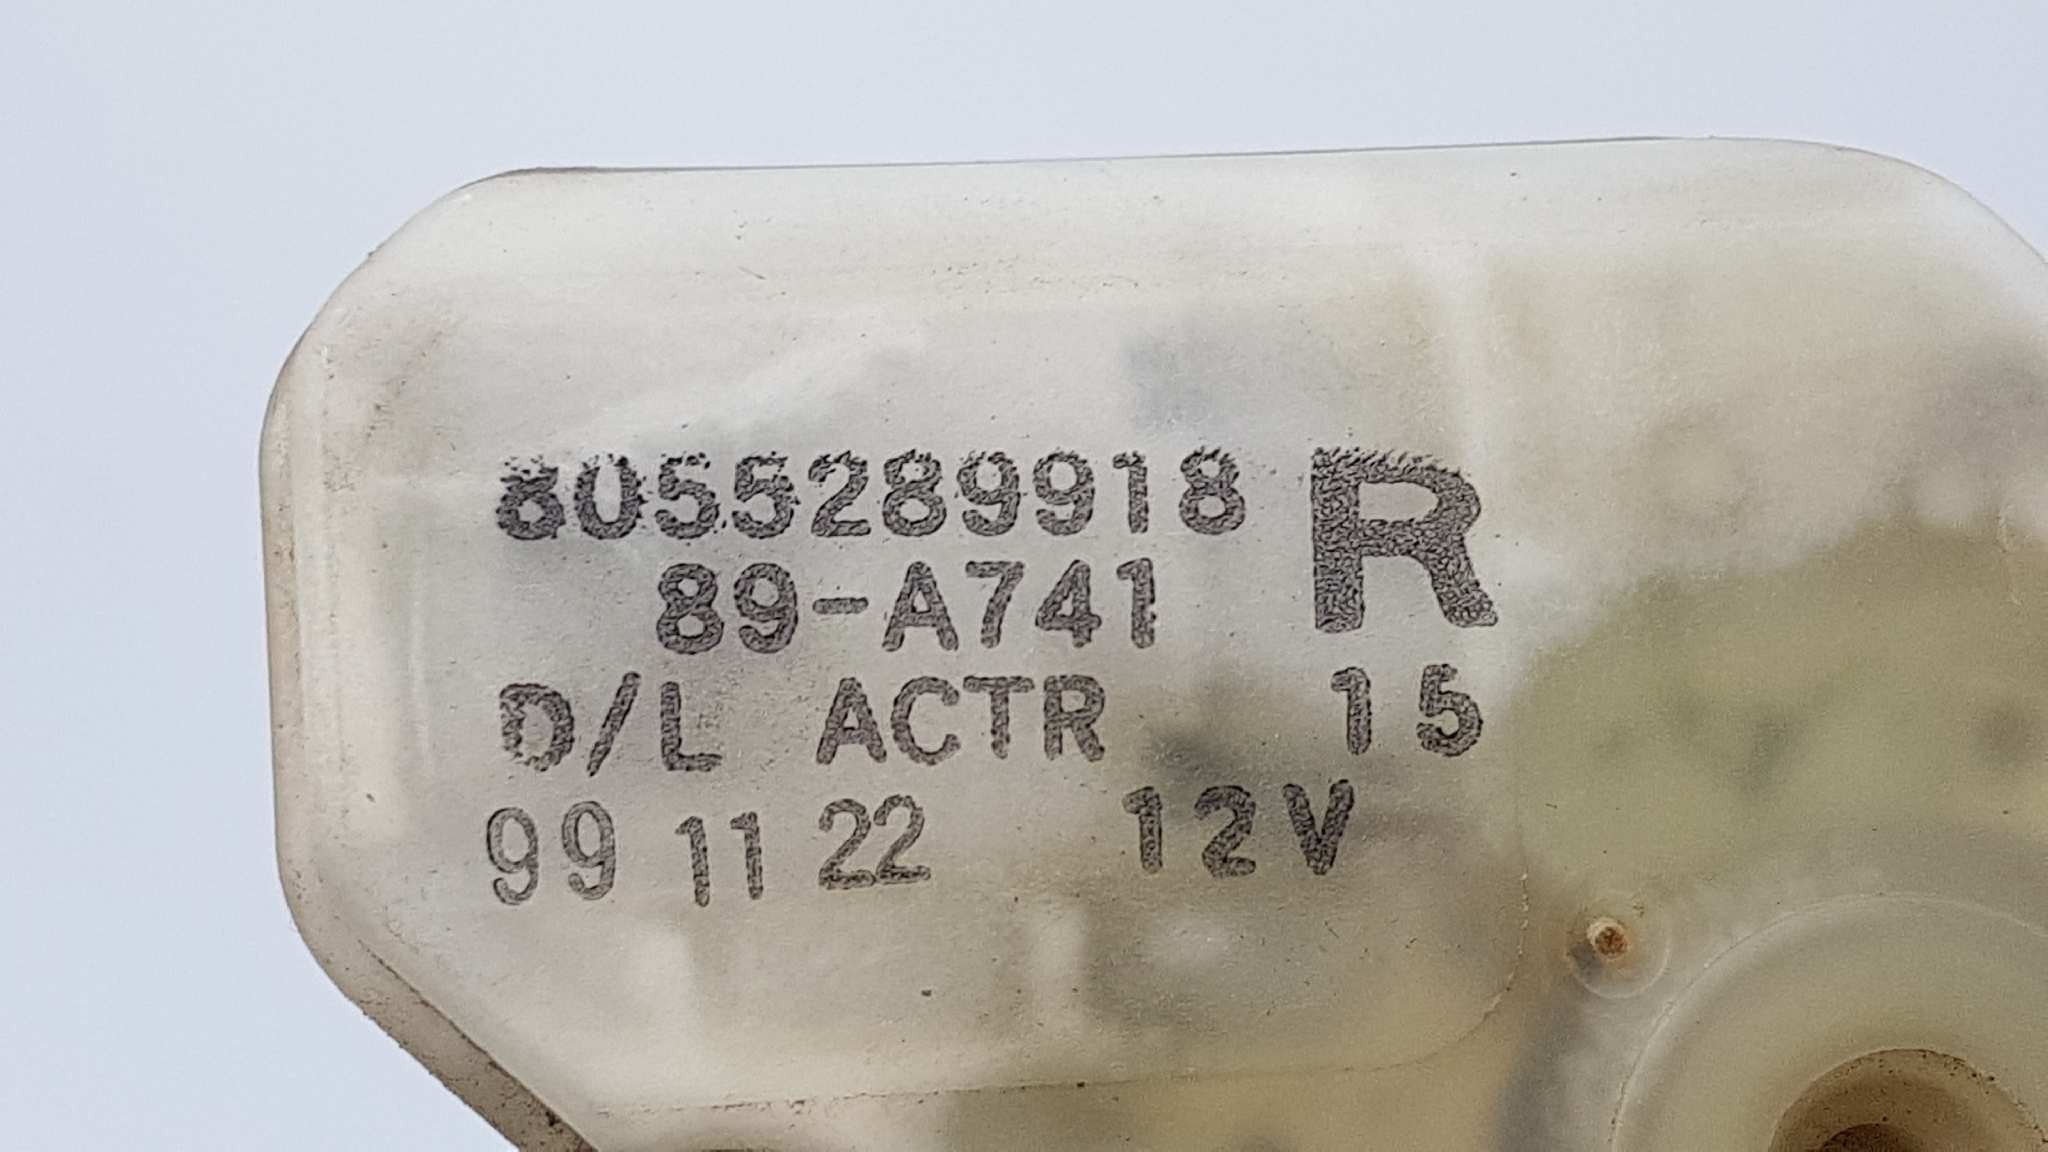 8055289918 R
89-A741
D/L ACTR 15
99 11 22 12V